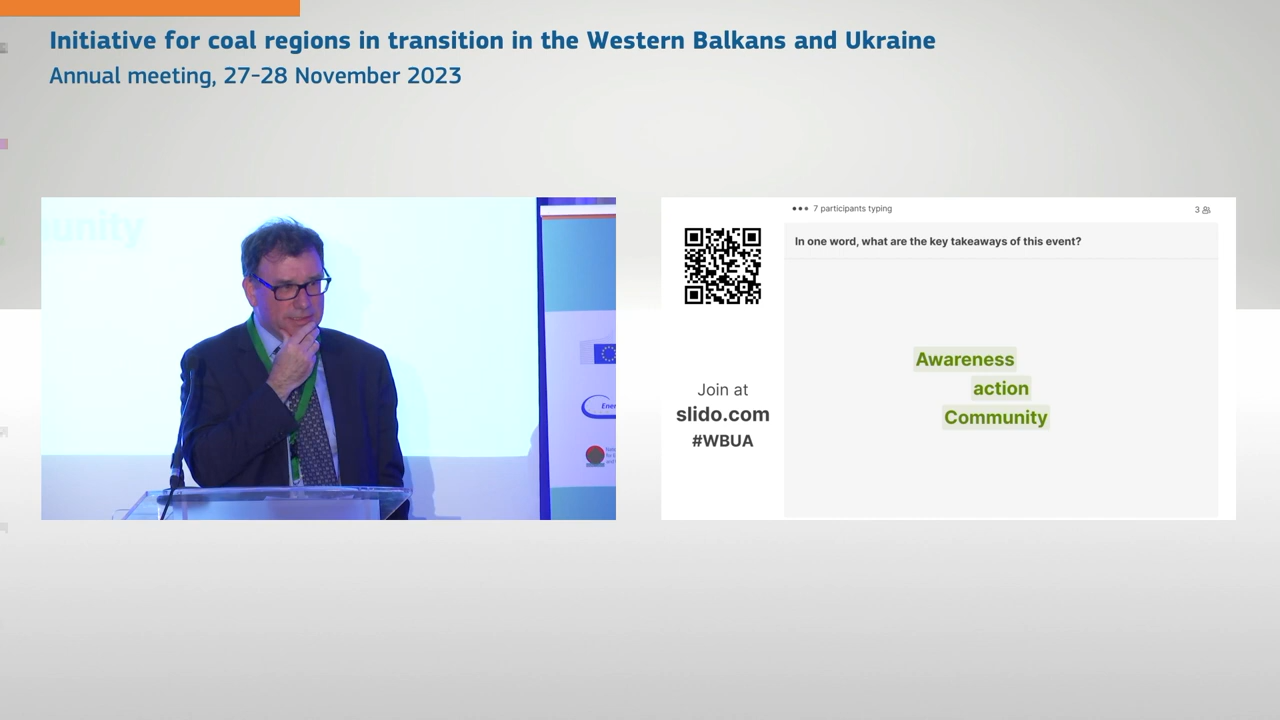 Initiative for coal regions in transition in the Western Balkans and Ukraine
Annual meeting, 27-28 November 2023
unity
7 participants typing
3
In one word, what are the key takeaways of this event?
Awareness
action
Community
Join at
slido.com
#WBUA
Ener